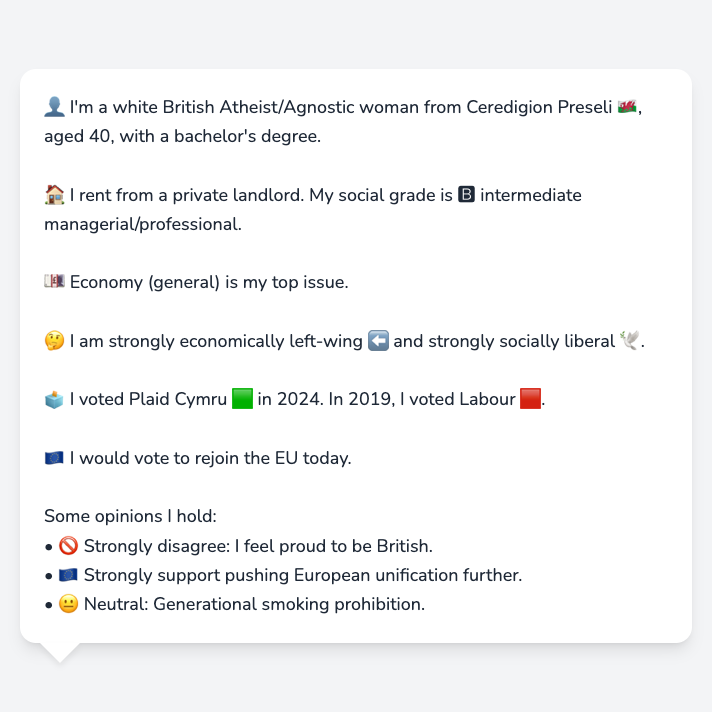 👤 I'm a white British Atheist/Agnostic woman from Ceredigion Preseli 🏴󠁧󠁢󠁷󠁬󠁳󠁿,
aged 40, with a bachelor's degree.
🏠 I rent from a private landlord. My social grade is 🅱 intermediate
managerial/professional.
💷 Economy (general) is my top issue.
🤔 I am strongly economically left-wing ⬅️ and strongly socially liberal 🕊️.
🗳️ I voted Plaid Cymru 🟩 in 2024. In 2019, I voted Labour 🟥.
🇪🇺 I would vote to rejoin the EU today.
Some opinions I hold:
• 🚫 Strongly disagree: I feel proud to be British.
• 🇪🇺 Strongly support pushing European unification further.
• 😐 Neutral: Generational smoking prohibition.